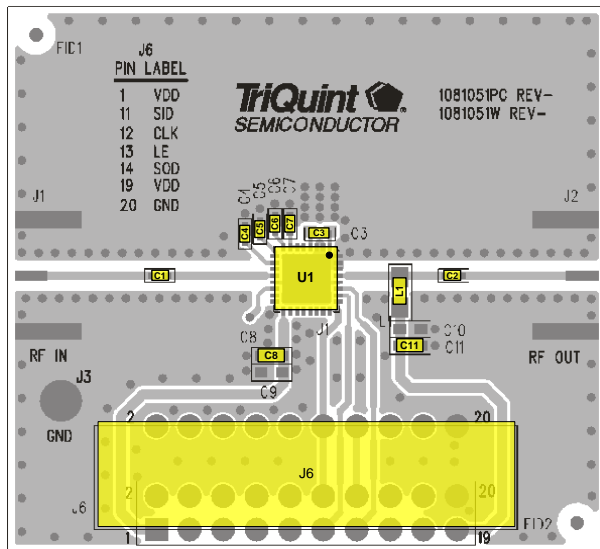 FID1
J6
PIN LABEL
1 VDD
11 SID
12 CLK
13 LE
14 SOD
19 VDD
20 GND
TriQuint
SEMICONDUCTOR
1081051PC REV-
1081051W REV-
J1
J2
C4
C5
C6
C7
C4
C5
C6
C7
C3
C3
C1
U1
L1
C2
L1
J1
C10
C11
C11
C8
C8
C9
RF IN
RF OUT
J3
GND
2
20
J6
2
20
J6
FID2
1
19